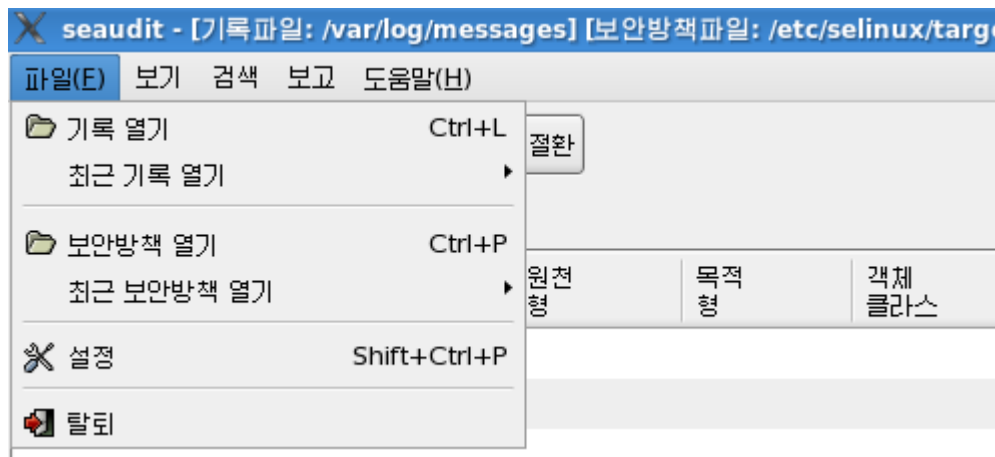 seaudit - [기록파일: /var/log/messages] [보안방책파일: /etc/selinux/targe
파일(F) 보기 검색 보고 도움말(H)
기록 열기 Ctrl+L
절환
최근 기록 열기
보안방책 열기 Ctrl+P
최근 보안방책 열기
원천
형
목적
형
객체
클라스
설정 Shift+Ctrl+P
탈퇴